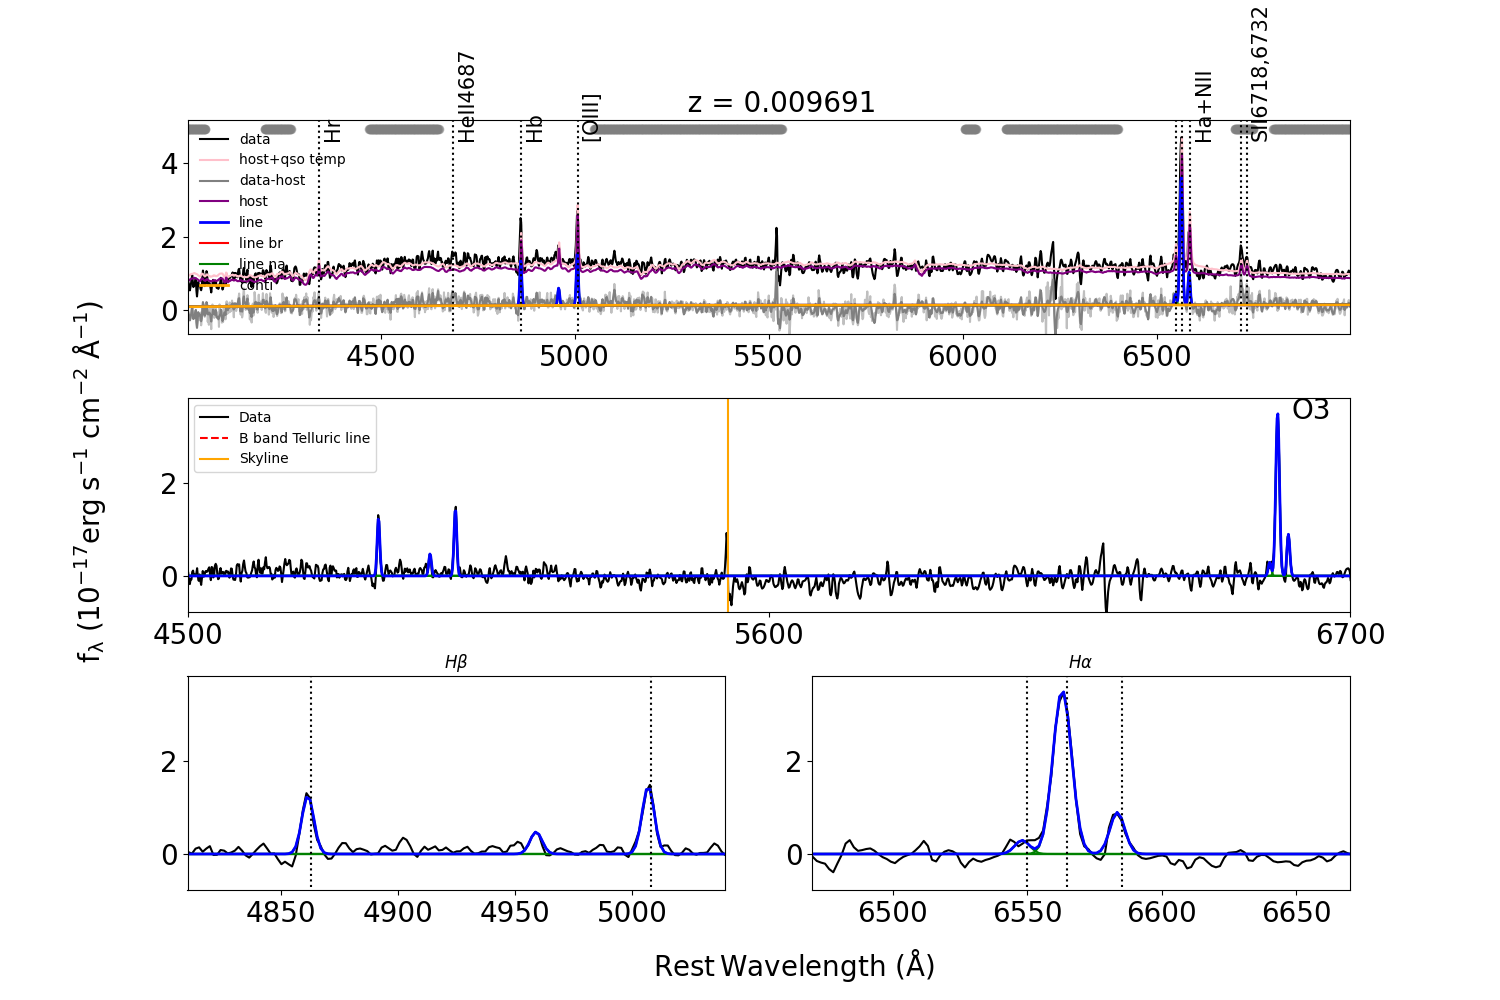 z = 0.009691
Hr
HeII4687
Hb
[OIII]
Ha+NII
SII6718,6732
data
host+qso temp
data-host
host
line
line br
line na
conti
4
2
0
4500
5000
5500
6000
6500
fλ (10⁻¹⁷erg s⁻¹ cm⁻² Å⁻¹)
O3
Data
B band Telluric line
Skyline
2
0
4500
5600
6700
Hβ
2
0
4850
4900
4950
5000
Hα
2
0
6500
6550
6600
6650
Rest Wavelength (Å)